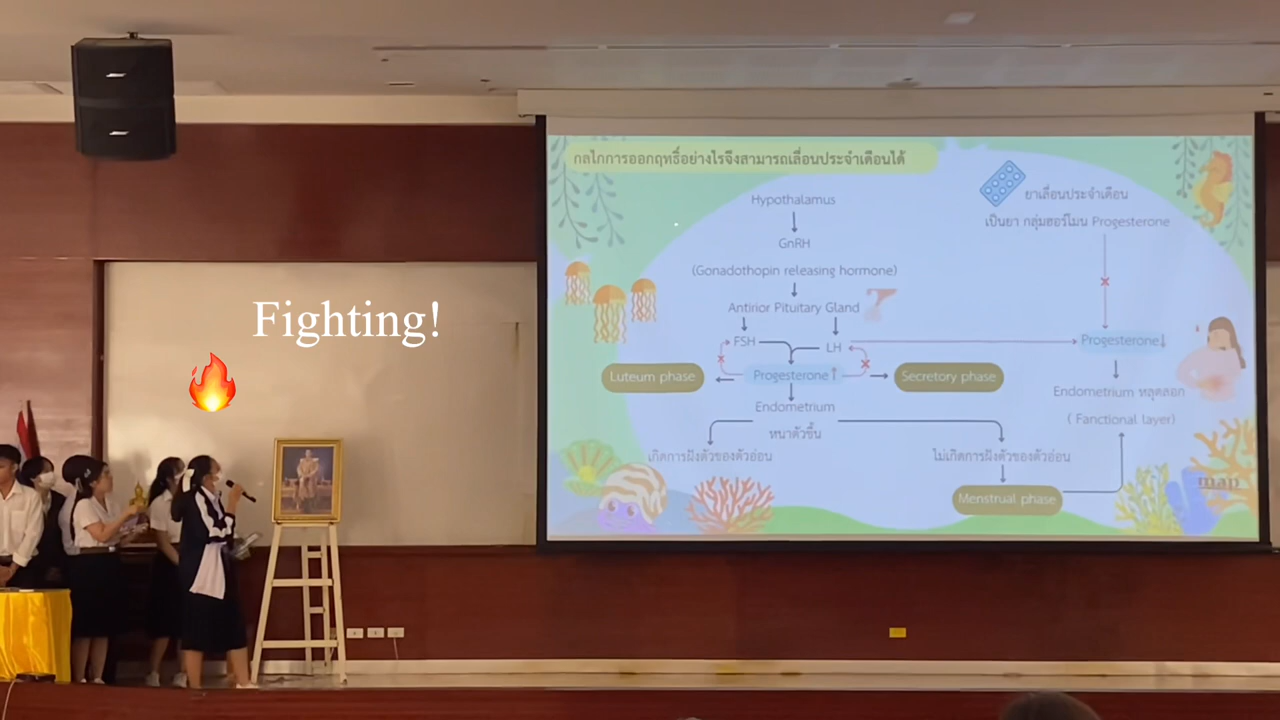 Fighting!
กลไกการออกฤทธิ์อย่างไรจึงสามารถเลื่อนประจำเดือนได้
Hypothalamus
GnRH
(Gonadothopin releasing hormone)
Antirior Pituitary Gland
FSH
LH
Luteum phase
Progesterone↑
Secretory phase
Endometrium
หนาตัวขึ้น
เกิดการฝังตัวของตัวอ่อน
ไม่เกิดการฝังตัวของตัวอ่อน
Menstrual phase
ยาเลื่อนประจำเดือน
เป็นยา กลุ่มฮอร์โมน Progesterone
Progesterone↓
Endometrium หลุดลอก
( Fanctional layer)
map